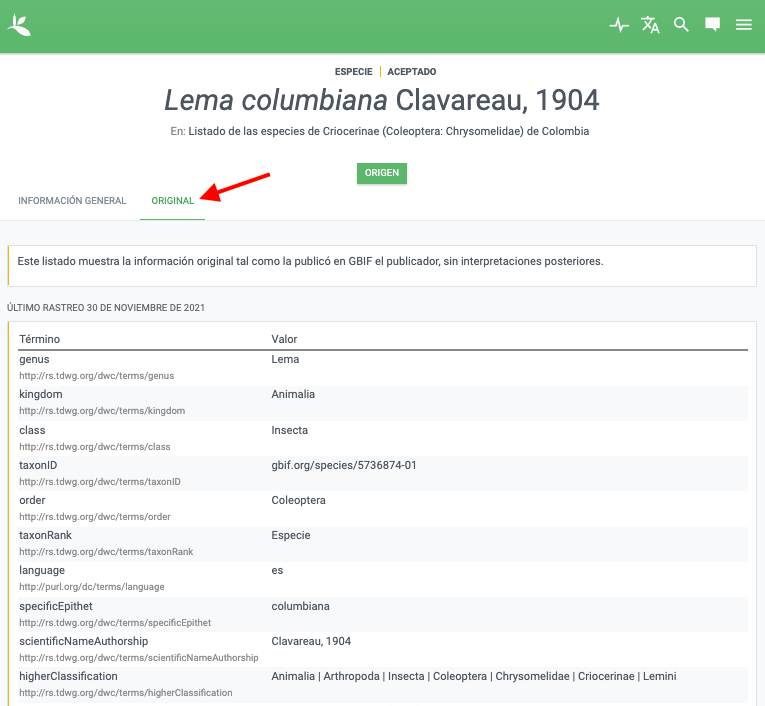 ESPECIE | ACEPTADO
Lema columbiana Clavareau, 1904
En: Listado de las especies de Criocerinae (Coleoptera: Chrysomelidae) de Colombia
ORIGEN
INFORMACIÓN GENERAL ORIGINAL
Este listado muestra la información original tal como la publicó en GBIF el publicador, sin interpretaciones posteriores.
ÚLTIMO RASTREO 30 DE NOVIEMBRE DE 2021
Término Valor
genus Lema
http://rs.tdwg.org/dwc/terms/genus
kingdom Animalia
http://rs.tdwg.org/dwc/terms/kingdom
class Insecta
http://rs.tdwg.org/dwc/terms/class
taxonID gbif.org/species/5736874-01
http://rs.tdwg.org/dwc/terms/taxonID
order Coleoptera
http://rs.tdwg.org/dwc/terms/order
taxonRank Especie
http://rs.tdwg.org/dwc/terms/taxonRank
language es
http://purl.org/dc/terms/language
specificEpithet columbiana
http://rs.tdwg.org/dwc/terms/specificEpithet
scientificNameAuthorship Clavareau, 1904
http://rs.tdwg.org/dwc/terms/scientificNameAuthorship
higherClassification Animalia | Arthropoda | Insecta | Coleoptera | Chrysomelidae | Criocerinae | Lemini
http://rs.tdwg.org/dwc/terms/higherClassification